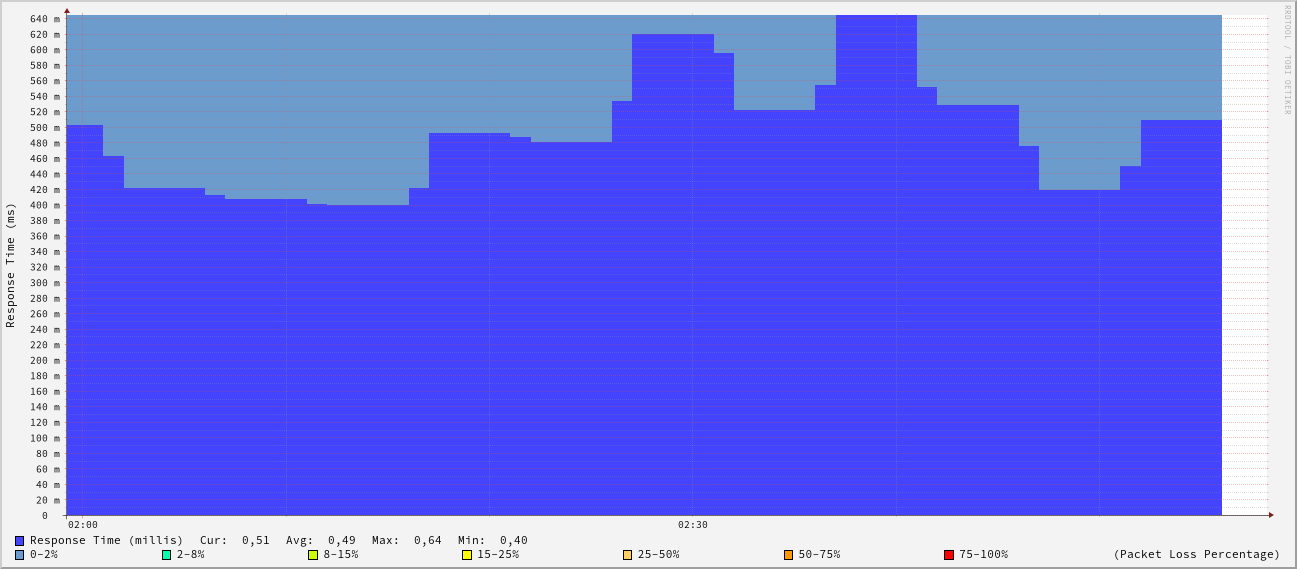 RRDTOOL / TOBI OETIKER
Response Time (ms)
640 m
620 m
600 m
580 m
560 m
540 m
520 m
500 m
480 m
460 m
440 m
420 m
400 m
380 m
360 m
340 m
320 m
300 m
280 m
260 m
240 m
220 m
200 m
180 m
160 m
140 m
120 m
100 m
80 m
60 m
40 m
20 m
0
02:00 02:30
Response Time (millis) Cur: 0,51 Avg: 0,49 Max: 0,64 Min: 0,40
0-2% 2-8% 8-15% 15-25% 25-50% 50-75% 75-100% (Packet Loss Percentage)